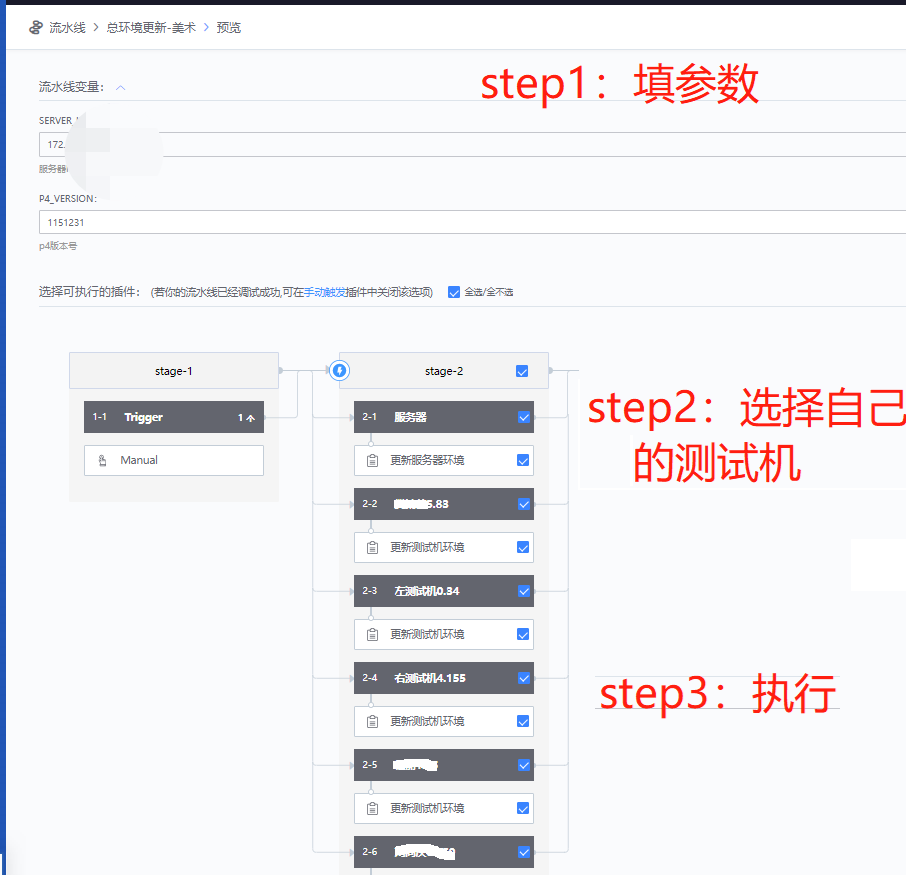 流水线 > 总环境更新-美术 > 预览
流水线变量：
step1：填参数
SERVER
172.
服务器
P4_VERSION:
1151231
p4版本号
选择可执行的插件： (若你的流水线已经调试成功,可在手动触发插件中关闭该选项) 全选/全不选
stage-1
stage-2
1-1 Trigger 1个
Manual
2-1 服务器
更新服务器环境
step2：选择自己
的测试机
2-2 5.83
更新测试机环境
2-3 左测试机0.34
更新测试机环境
2-4 右测试机4.155
更新测试机环境
step3：执行
2-5
更新测试机环境
2-6